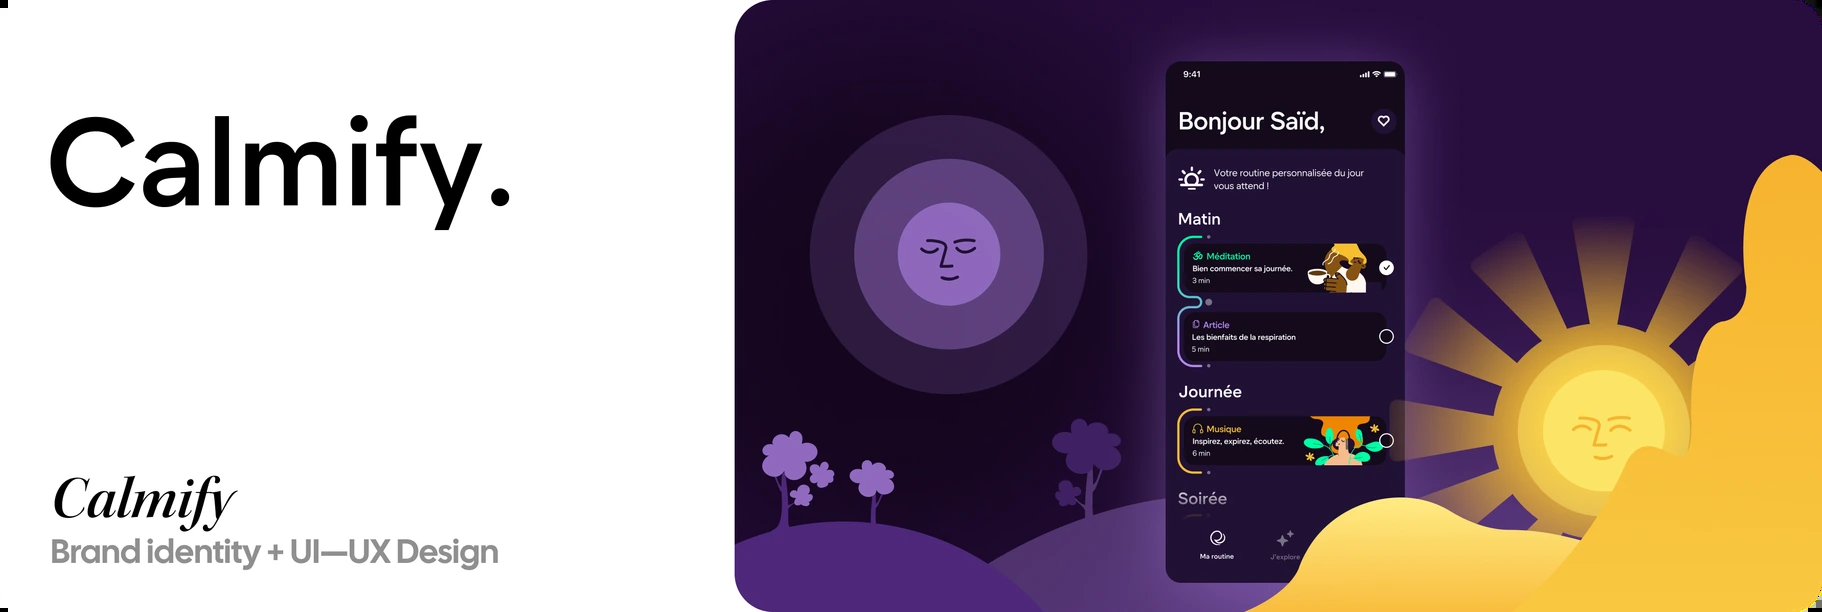 Calmify.
Calmify
Brand identity + UI—UX Design
9:41
Bonjour Saïd,
Votre routine personnalisée du jour
vous attend !
Matin
Méditation
Bien commencer sa journée.
3 min
Article
Les bienfaits de la respiration
5 min
Journée
Musique
Inspirez, expirez, écoutez.
6 min
Soirée
Ma routine
J'explore